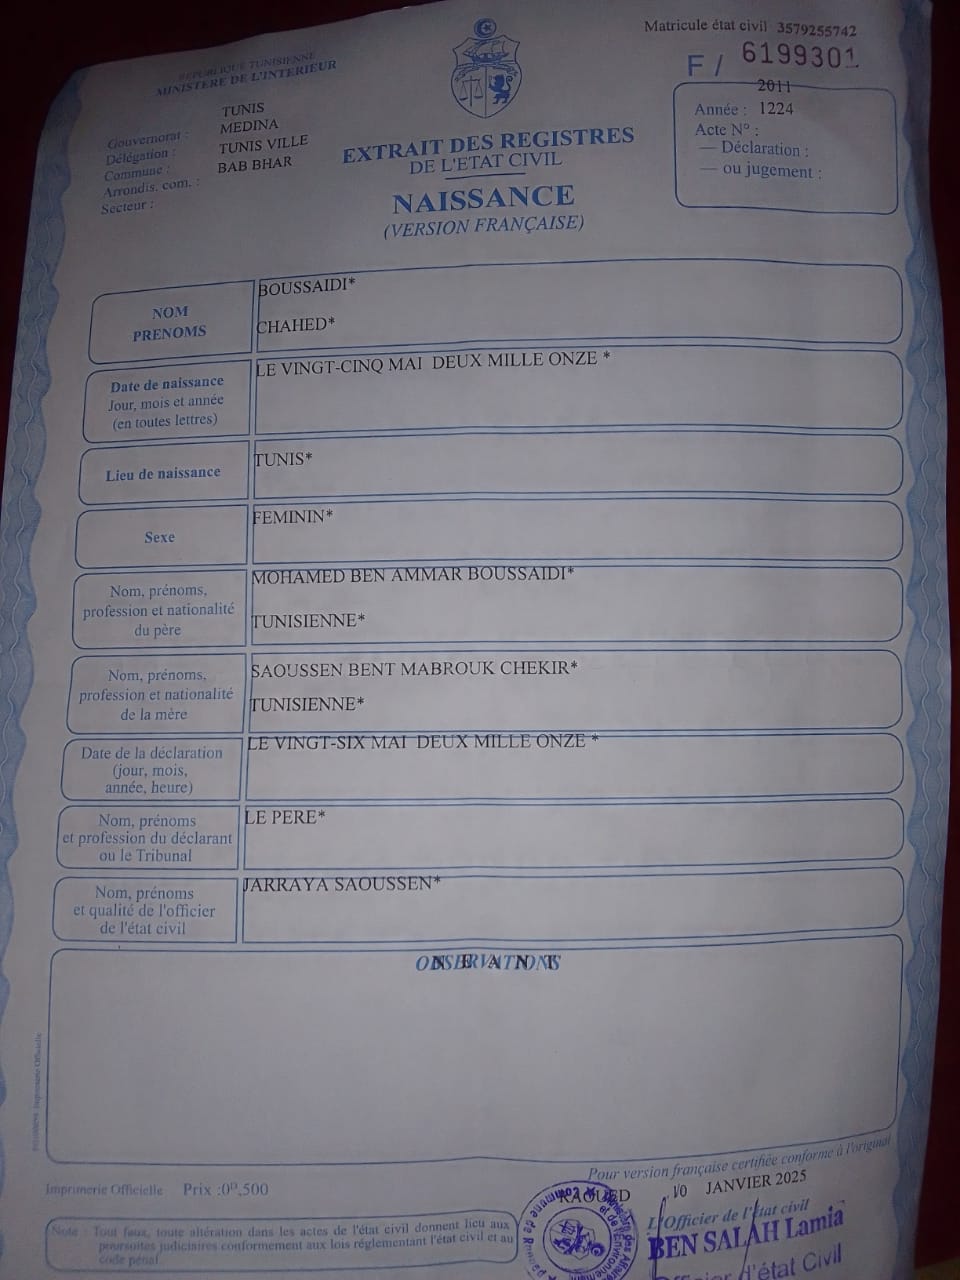 Matricule état civil 3579255742
F / 6199301
REPUBLIQUE TUNISIENNE
MINISTERE DE L'INTERIEUR
Gouvernorat : TUNIS
Délégation : MEDINA
Commune : TUNIS VILLE
Arrondis. com. : BAB BHAR
Secteur :
EXTRAIT DES REGISTRES
DE L'ETAT CIVIL
NAISSANCE
(VERSION FRANÇAISE)
2011
Année : 1224
Acte N° :
— Déclaration :
— ou jugement :
NOM
PRENOMS
BOUSSAIDI*
CHAHED*
Date de naissance
Jour, mois et année
(en toutes lettres)
LE VINGT-CINQ MAI DEUX MILLE ONZE *
Lieu de naissance
TUNIS*
Sexe
FEMININ*
Nom, prénoms,
profession et nationalité
du père
MOHAMED BEN AMMAR BOUSSAIDI*
TUNISIENNE*
Nom, prénoms,
profession et nationalité
de la mère
SAOUSSEN BENT MABROUK CHEKIR*
TUNISIENNE*
Date de la déclaration
(jour, mois,
année, heure)
LE VINGT-SIX MAI DEUX MILLE ONZE *
Nom, prénoms
et profession du déclarant
ou le Tribunal
LE PERE*
Nom, prénoms
et qualité de l'officier
de l'état civil
JARRAYA SAOUSSEN*
OBSERVATIONS
N E A N T
Imprimerie Officielle
Imprimerie Officielle Prix :0ᴰ,500
Pour version française certifiée conforme à l'original
RAOUED 10 JANVIER 2025
L'Officier de l'état civil
BEN SALAH Lamia
Officier d'état Civil
Note : Tout faux, toute altération dans les actes de l'état civil donnent lieu aux
poursuites judiciaires conformement aux lois réglementant l'état civil et au
code pénal